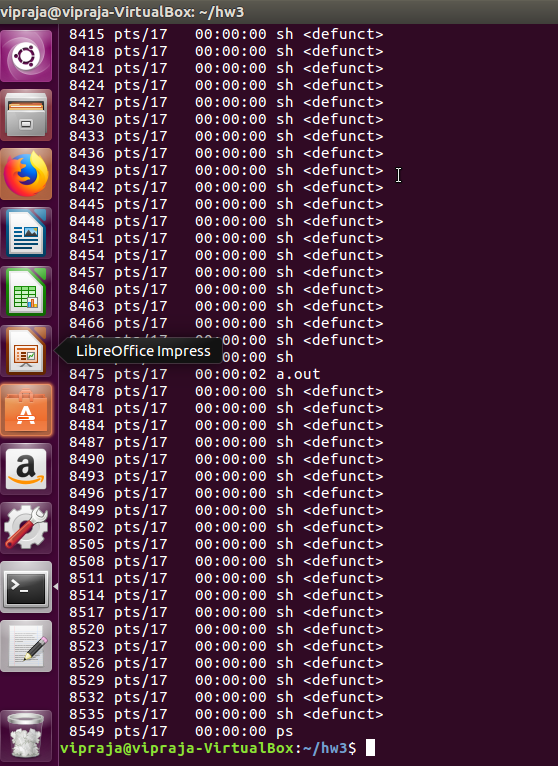 vipraja@vipraja-VirtualBox: ~/hw3
8415 pts/17   00:00:00 sh <defunct>
8418 pts/17   00:00:00 sh <defunct>
8421 pts/17   00:00:00 sh <defunct>
8424 pts/17   00:00:00 sh <defunct>
8427 pts/17   00:00:00 sh <defunct>
8430 pts/17   00:00:00 sh <defunct>
8433 pts/17   00:00:00 sh <defunct>
8436 pts/17   00:00:00 sh <defunct>
8439 pts/17   00:00:00 sh <defunct>
8442 pts/17   00:00:00 sh <defunct>
8445 pts/17   00:00:00 sh <defunct>
8448 pts/17   00:00:00 sh <defunct>
8451 pts/17   00:00:00 sh <defunct>
8454 pts/17   00:00:00 sh <defunct>
8457 pts/17   00:00:00 sh <defunct>
8460 pts/17   00:00:00 sh <defunct>
8463 pts/17   00:00:00 sh <defunct>
8466 pts/17   00:00:00 sh <defunct>
sh <defunct>
LibreOffice Impress
00:00 sh
8475 pts/17   00:00:02 a.out
8478 pts/17   00:00:00 sh <defunct>
8481 pts/17   00:00:00 sh <defunct>
8484 pts/17   00:00:00 sh <defunct>
8487 pts/17   00:00:00 sh <defunct>
8490 pts/17   00:00:00 sh <defunct>
8493 pts/17   00:00:00 sh <defunct>
8496 pts/17   00:00:00 sh <defunct>
8499 pts/17   00:00:00 sh <defunct>
8502 pts/17   00:00:00 sh <defunct>
8505 pts/17   00:00:00 sh <defunct>
8508 pts/17   00:00:00 sh <defunct>
8511 pts/17   00:00:00 sh <defunct>
8514 pts/17   00:00:00 sh <defunct>
8517 pts/17   00:00:00 sh <defunct>
8520 pts/17   00:00:00 sh <defunct>
8523 pts/17   00:00:00 sh <defunct>
8526 pts/17   00:00:00 sh <defunct>
8529 pts/17   00:00:00 sh <defunct>
8532 pts/17   00:00:00 sh <defunct>
8535 pts/17   00:00:00 sh <defunct>
8549 pts/17   00:00:00 ps
vipraja@vipraja-VirtualBox:~/hw3$